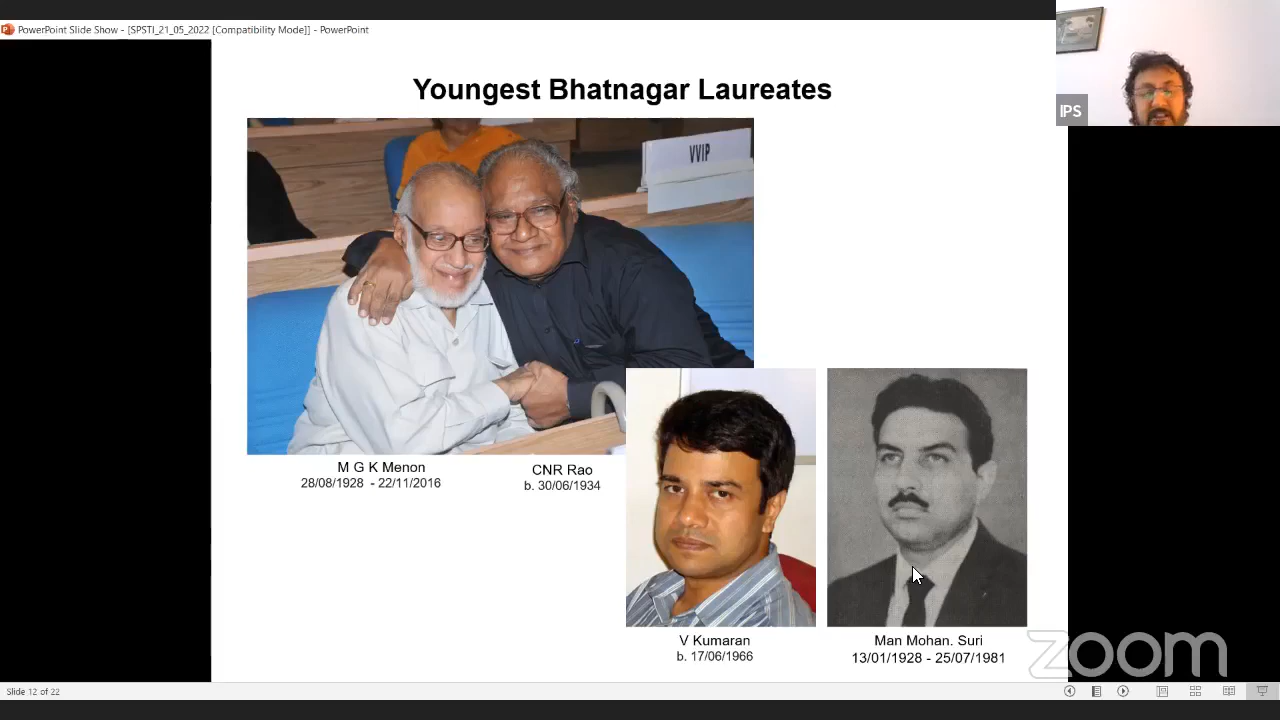 PowerPoint Slide Show - [SPSTI_21_05_2022 [Compatibility Mode]] - PowerPoint
Youngest Bhatnagar Laureates
IPS
VVIP
M G K Menon
28/08/1928 - 22/11/2016
CNR Rao
b. 30/06/1934
V Kumaran
b. 17/06/1966
Man Mohan. Suri
13/01/1928 - 25/07/1981
zoom
Slide 12 of 22